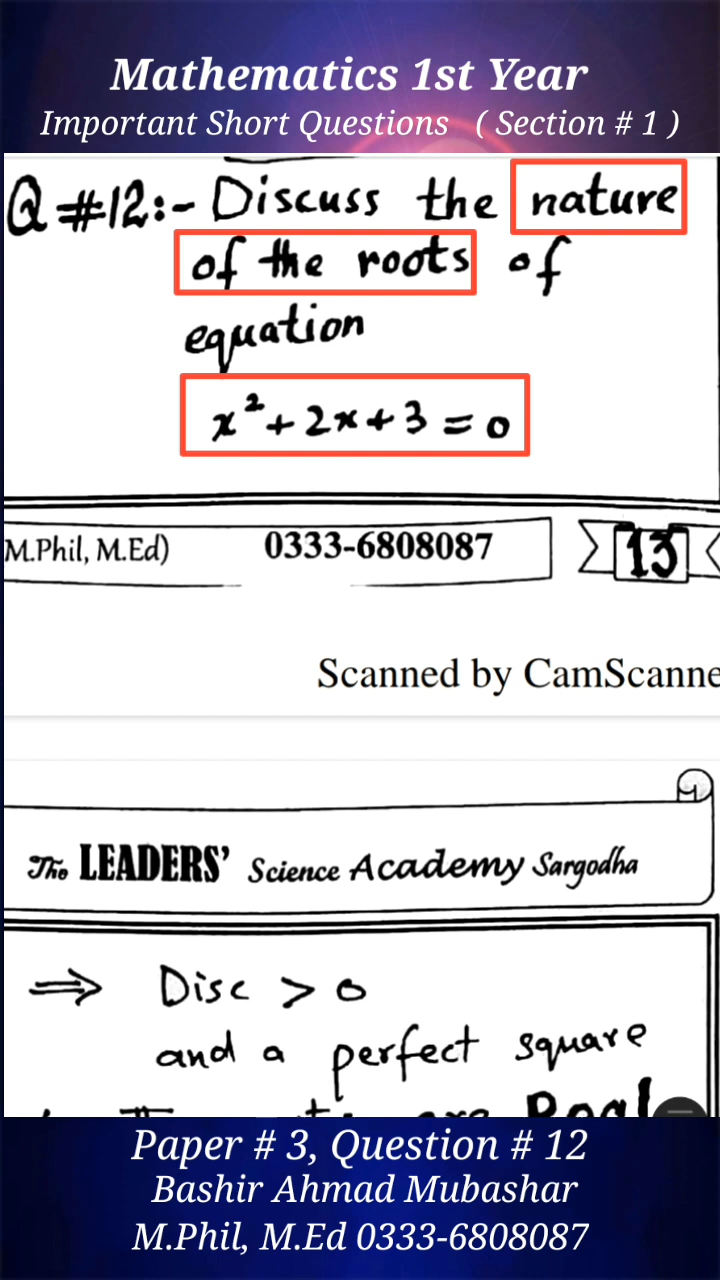 Mathematics 1st Year
Important Short Questions ( Section # 1 )
Q #12:- Discuss the nature
of the roots of
equation
x² + 2x + 3 = 0
M.Phil, M.Ed) 0333-6808087 13
Scanned by CamScanne
The LEADERS' Science Academy Sargodha
⇒ Disc > 0
and a perfect square
Real
Paper # 3, Question # 12
Bashir Ahmad Mubashar
M.Phil, M.Ed 0333-6808087